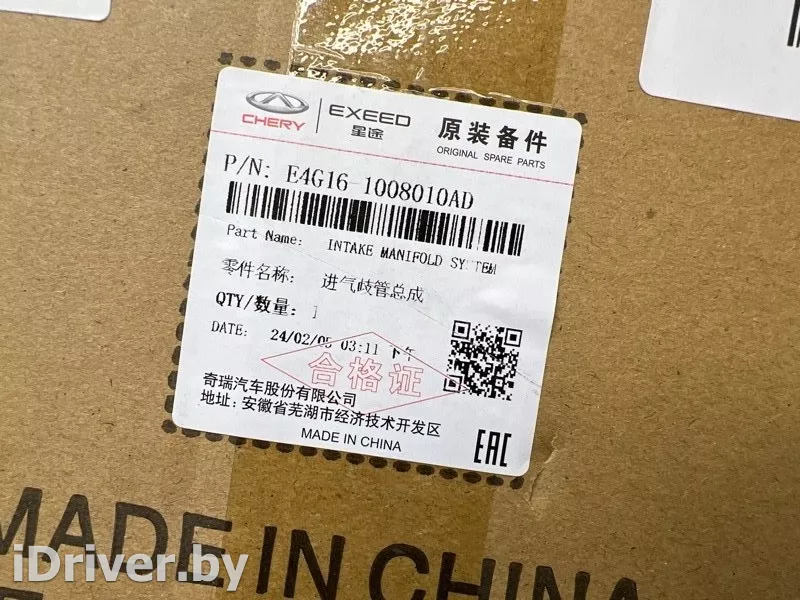 CHERY EXEED 星途 原装备件
ORIGINAL SPARE PARTS
P/N: E4G16-1008010AD
Part Name: INTAKE MANIFOLD SYSTEM
零件名称: 进气歧管总成
QTY/数量: 1
DATE: 24/02/05 03:11 下午
合格证
奇瑞汽车股份有限公司
地址:安徽省芜湖市经济技术开发区
MADE IN CHINA
EAC
MADE IN CHINA
iDriver.by